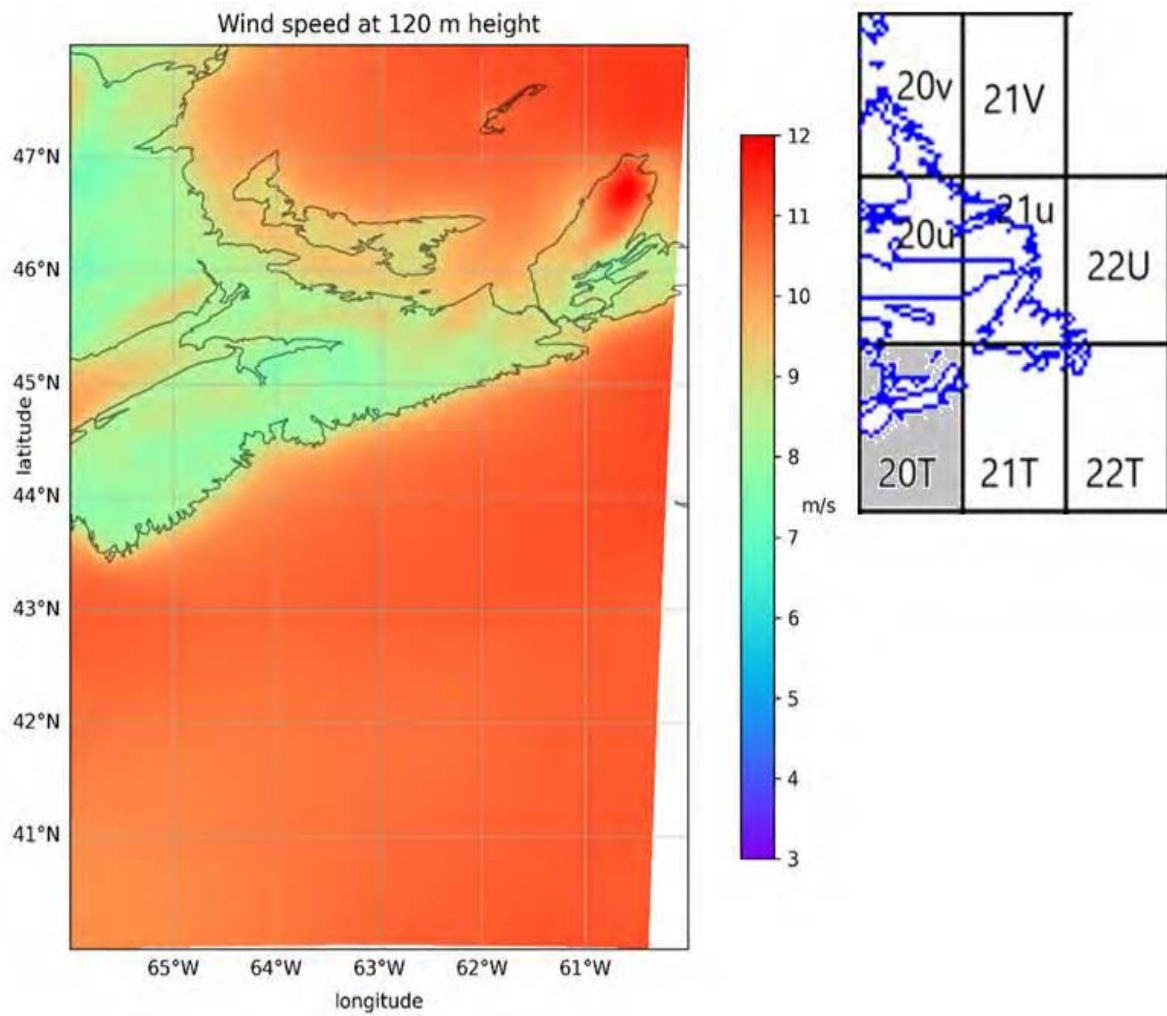 Wind speed at 120 m height
47°N
46°N
45°N
44°N
43°N
42°N
41°N
latitude
65°W 64°W 63°W 62°W 61°W
longitude
12
11
10
9
8
7
6
5
4
3
m/s
20v 21V
20u 21u 22U
20T 21T 22T